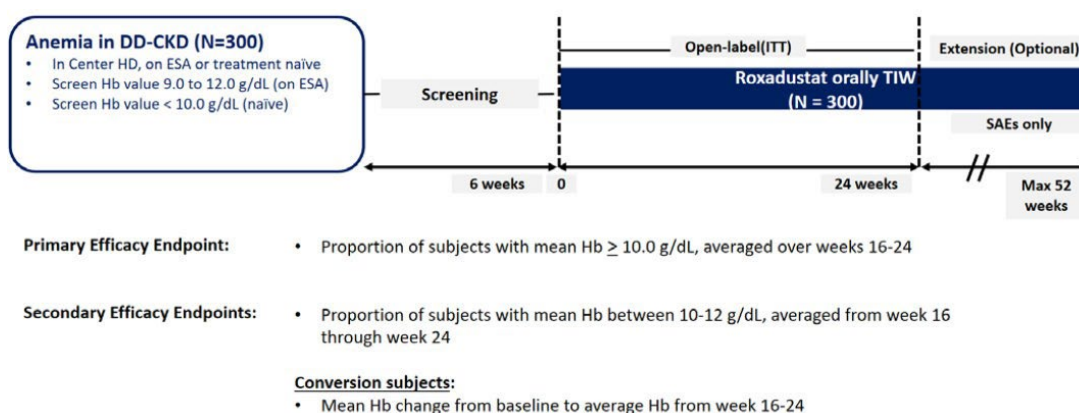 Anemia in DD-CKD (N=300)
• In Center HD, on ESA or treatment naïve
• Screen Hb value 9.0 to 12.0 g/dL (on ESA)
• Screen Hb value < 10.0 g/dL (naïve)
Screening
Open-label(ITT)
Extension (Optional)
Roxadustat orally TIW
(N = 300)
SAEs only
6 weeks
0
24 weeks
Max 52
weeks
Primary Efficacy Endpoint:
• Proportion of subjects with mean Hb ≥ 10.0 g/dL, averaged over weeks 16-24
Secondary Efficacy Endpoints:
• Proportion of subjects with mean Hb between 10-12 g/dL, averaged from week 16
through week 24
Conversion subjects:
• Mean Hb change from baseline to average Hb from week 16-24